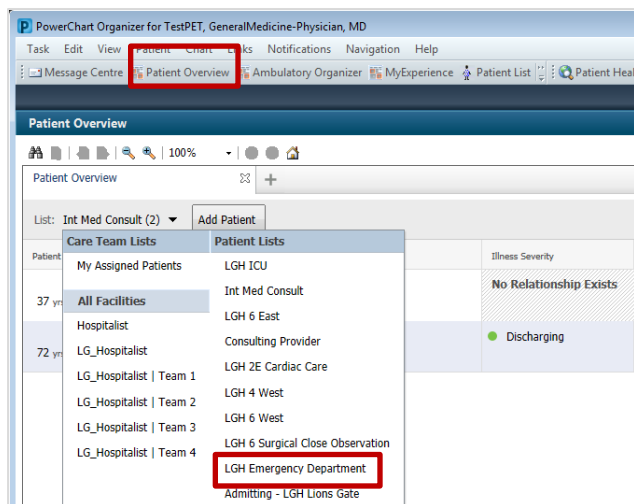 PowerChart Organizer for TestPET, GeneralMedicine-Physician, MD
Task Edit View Patient Chart Links Notifications Navigation Help
Message Centre Patient Overview Ambulatory Organizer MyExperience Patient List Patient Heal
Patient Overview
100%
Patient Overview
List: Int Med Consult (2) Add Patient
Care Team Lists Patient Lists
Patient Illness Severity
My Assigned Patients LGH ICU
No Relationship Exists
37 yrs All Facilities Int Med Consult
Hospitalist LGH 6 East
Discharging
72 yrs LG_Hospitalist Consulting Provider
LG_Hospitalist | Team 1 LGH 2E Cardiac Care
LG_Hospitalist | Team 2 LGH 4 West
LG_Hospitalist | Team 3 LGH 6 West
LG_Hospitalist | Team 4 LGH 6 Surgical Close Observation
LGH Emergency Department
Admitting - LGH Lions Gate